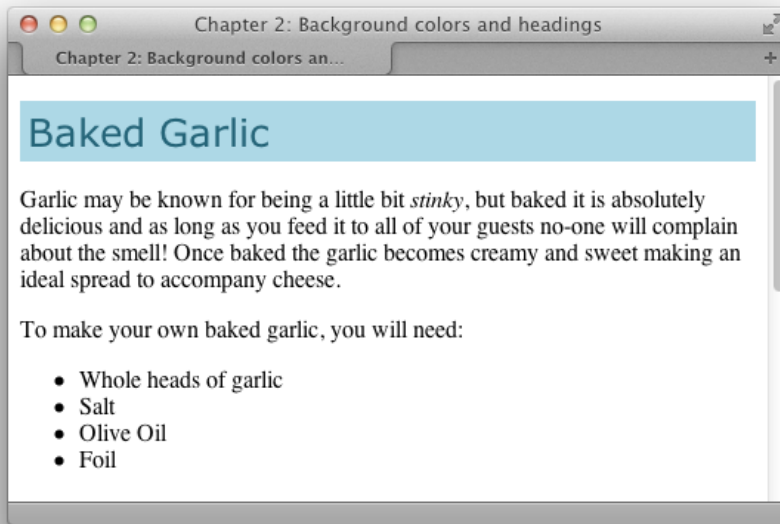 Chapter 2: Background colors and headings
Chapter 2: Background colors an...
Baked Garlic
Garlic may be known for being a little bit stinky, but baked it is absolutely
delicious and as long as you feed it to all of your guests no-one will complain
about the smell! Once baked the garlic becomes creamy and sweet making an
ideal spread to accompany cheese.
To make your own baked garlic, you will need:
• Whole heads of garlic
• Salt
• Olive Oil
• Foil